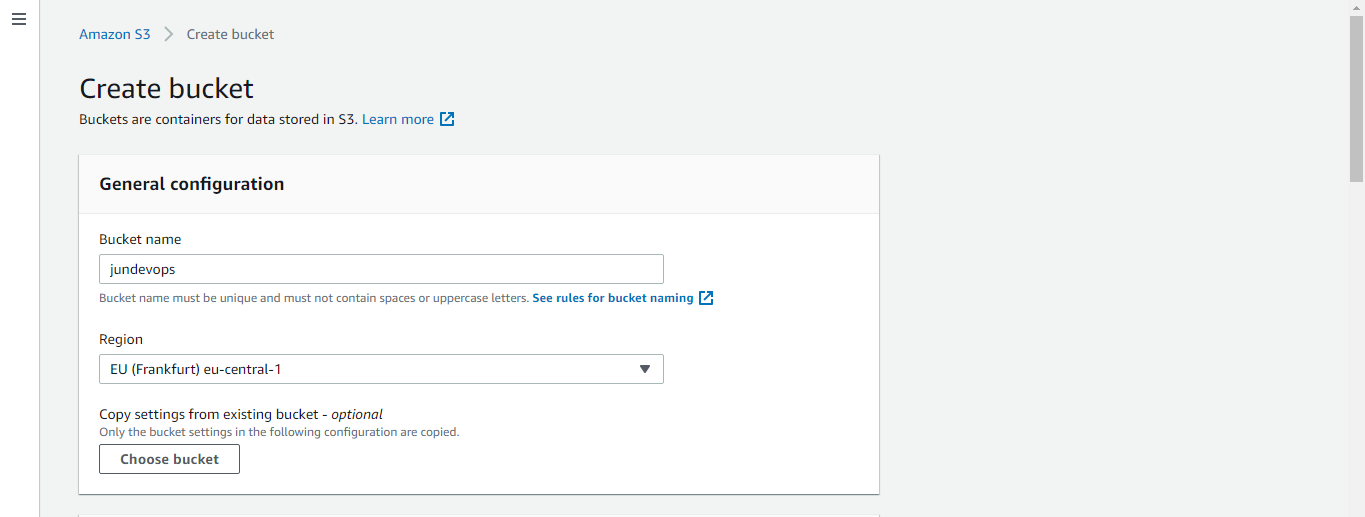 Amazon S3 > Create bucket
Create bucket
Buckets are containers for data stored in S3. Learn more
General configuration
Bucket name
jundevops
Bucket name must be unique and must not contain spaces or uppercase letters. See rules for bucket naming
Region
EU (Frankfurt) eu-central-1
Copy settings from existing bucket - optional
Only the bucket settings in the following configuration are copied.
Choose bucket